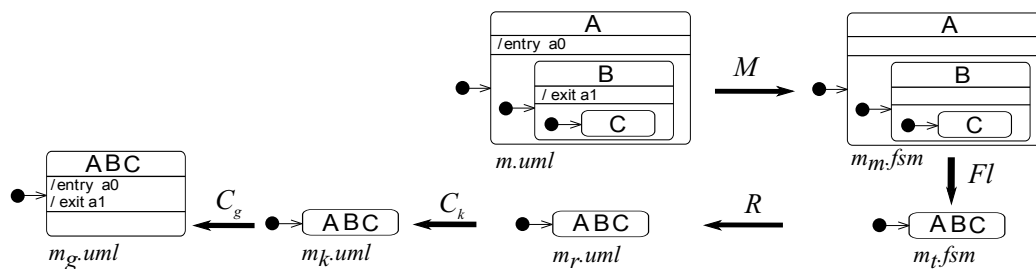 A
/entry a0
B
/ exit a1
C
m.uml
M
A
B
C
m_m.fsm
Fl
ABC
m_t.fsm
R
ABC
m_r.uml
C_k
ABC
m_k.uml
C_g
ABC
/entry a0
/ exit a1
m_g.uml